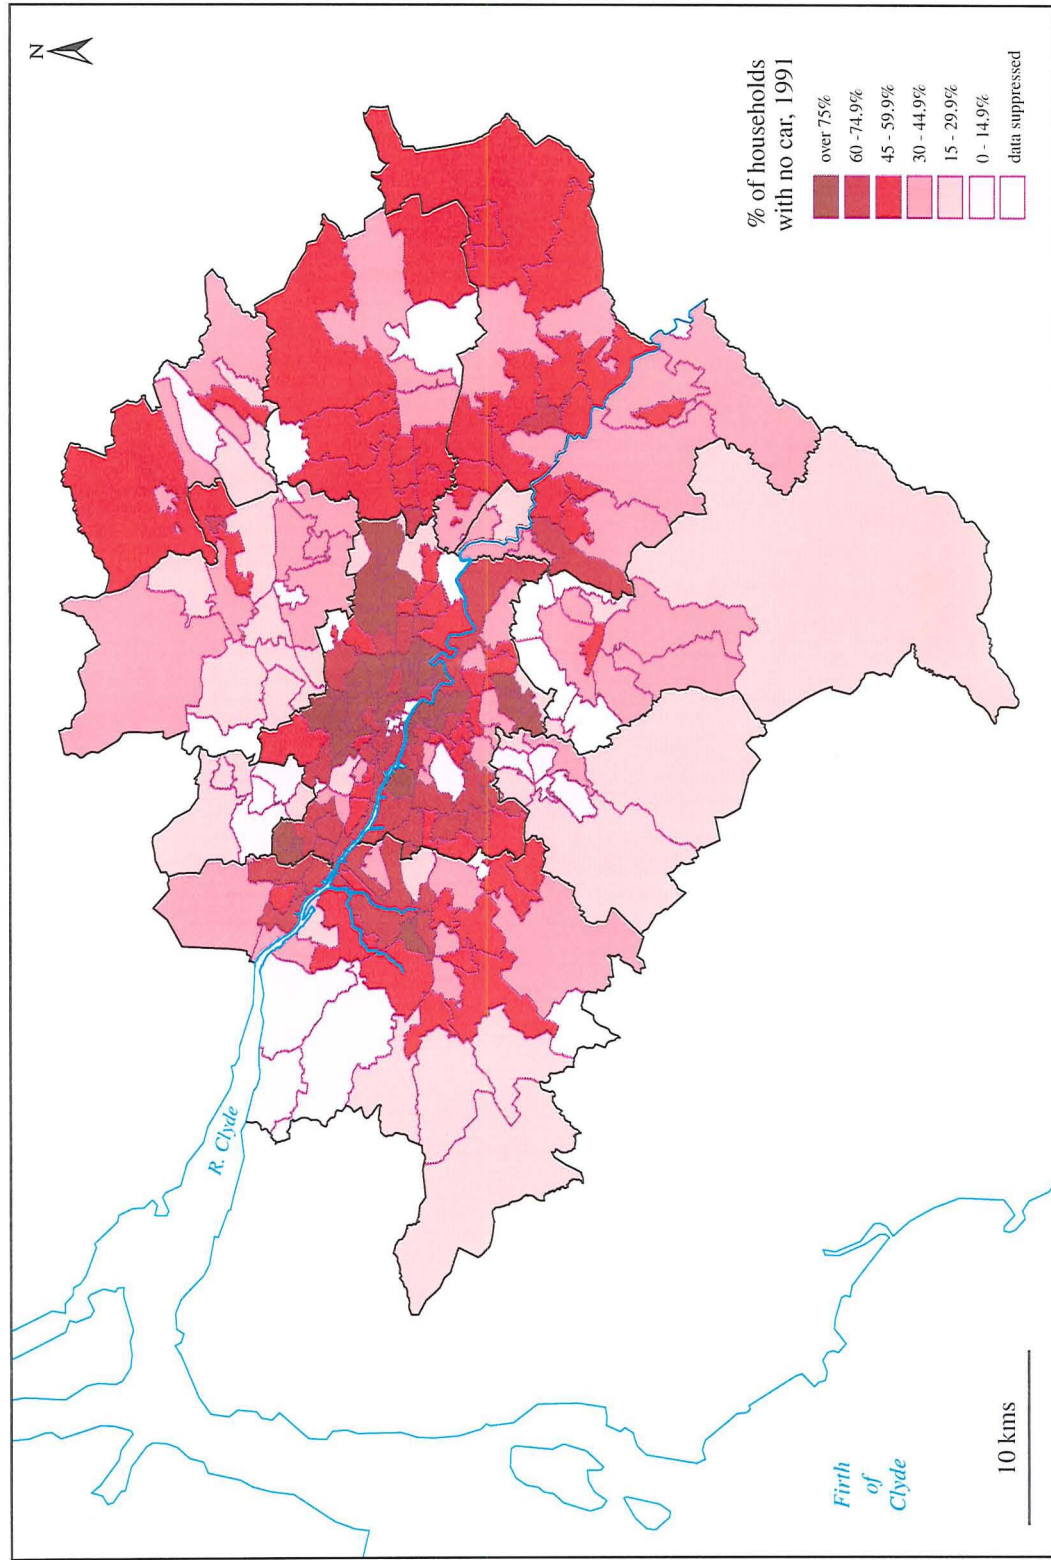 N
% of households
with no car, 1991
over 75%
60 -74.9%
45 - 59.9%
30 - 44.9%
15 - 29.9%
0 - 14.9%
data suppressed
R. Clyde
Firth
of
Clyde
10 kms